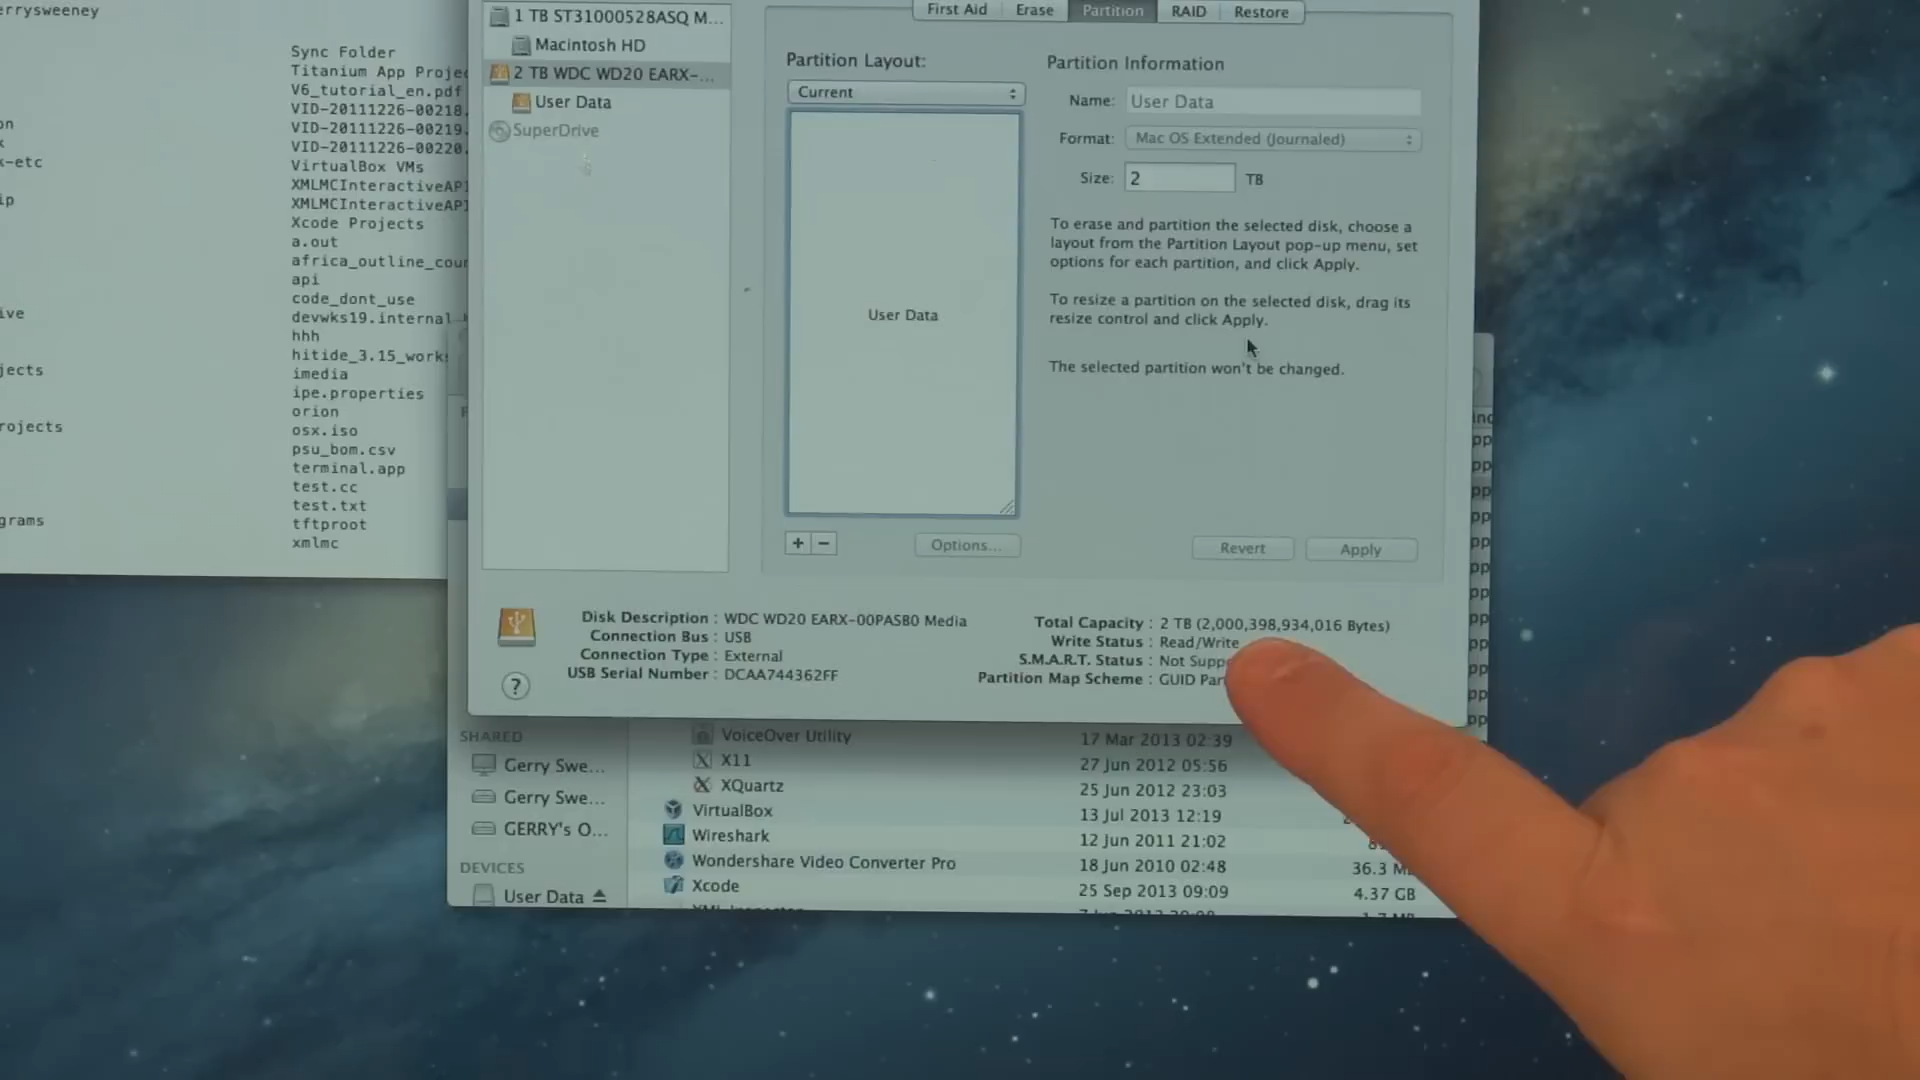 errysweeney
Sync Folder
Titanium App Proje
V6_tutorial_en.pdf
VID-20111226-00218.
VID-20111226-00219.
VID-20111226-00220.
VirtualBox VMs
XMLMCInteractiveAPI
XMLMCInteractiveAPI
Xcode Projects
a.out
africa_outline_cou
api
code_dont_use
devwks19.internal
hhh
hitide_3.15_works
imedia
ipe.properties
orion
osx.iso
psu_bom.csv
terminal.app
test.cc
test.txt
tftproot
xmlmc
on
x-etc
ip
ive
jects
rojects
grams
1 TB ST31000528ASQ M...
Macintosh HD
2 TB WDC WD20 EARX-...
User Data
SuperDrive
First Aid Erase Partition RAID Restore
Partition Layout:
Current
User Data
+ −
Options...
Partition Information
Name: User Data
Format: Mac OS Extended (Journaled)
Size: 2 TB
To erase and partition the selected disk, choose a
layout from the Partition Layout pop-up menu, set
options for each partition, and click Apply.
To resize a partition on the selected disk, drag its
resize control and click Apply.
The selected partition won't be changed.
Revert Apply
Disk Description : WDC WD20 EARX-00PASB0 Media
Connection Bus : USB
Connection Type : External
USB Serial Number : DCAA744362FF
Total Capacity : 2 TB (2,000,398,934,016 Bytes)
Write Status : Read/Write
S.M.A.R.T. Status : Not Supp
Partition Map Scheme : GUID Par
?
SHARED
Gerry Swe...
Gerry Swe...
GERRY's O...
DEVICES
User Data
VoiceOver Utility 17 Mar 2013 02:39
X11 27 Jun 2012 05:56
XQuartz 25 Jun 2012 23:03
VirtualBox 13 Jul 2013 12:19
Wireshark 12 Jun 2011 21:02
Wondershare Video Converter Pro 18 Jun 2010 02:48 36.3 M
Xcode 25 Sep 2013 09:09 4.37 GB